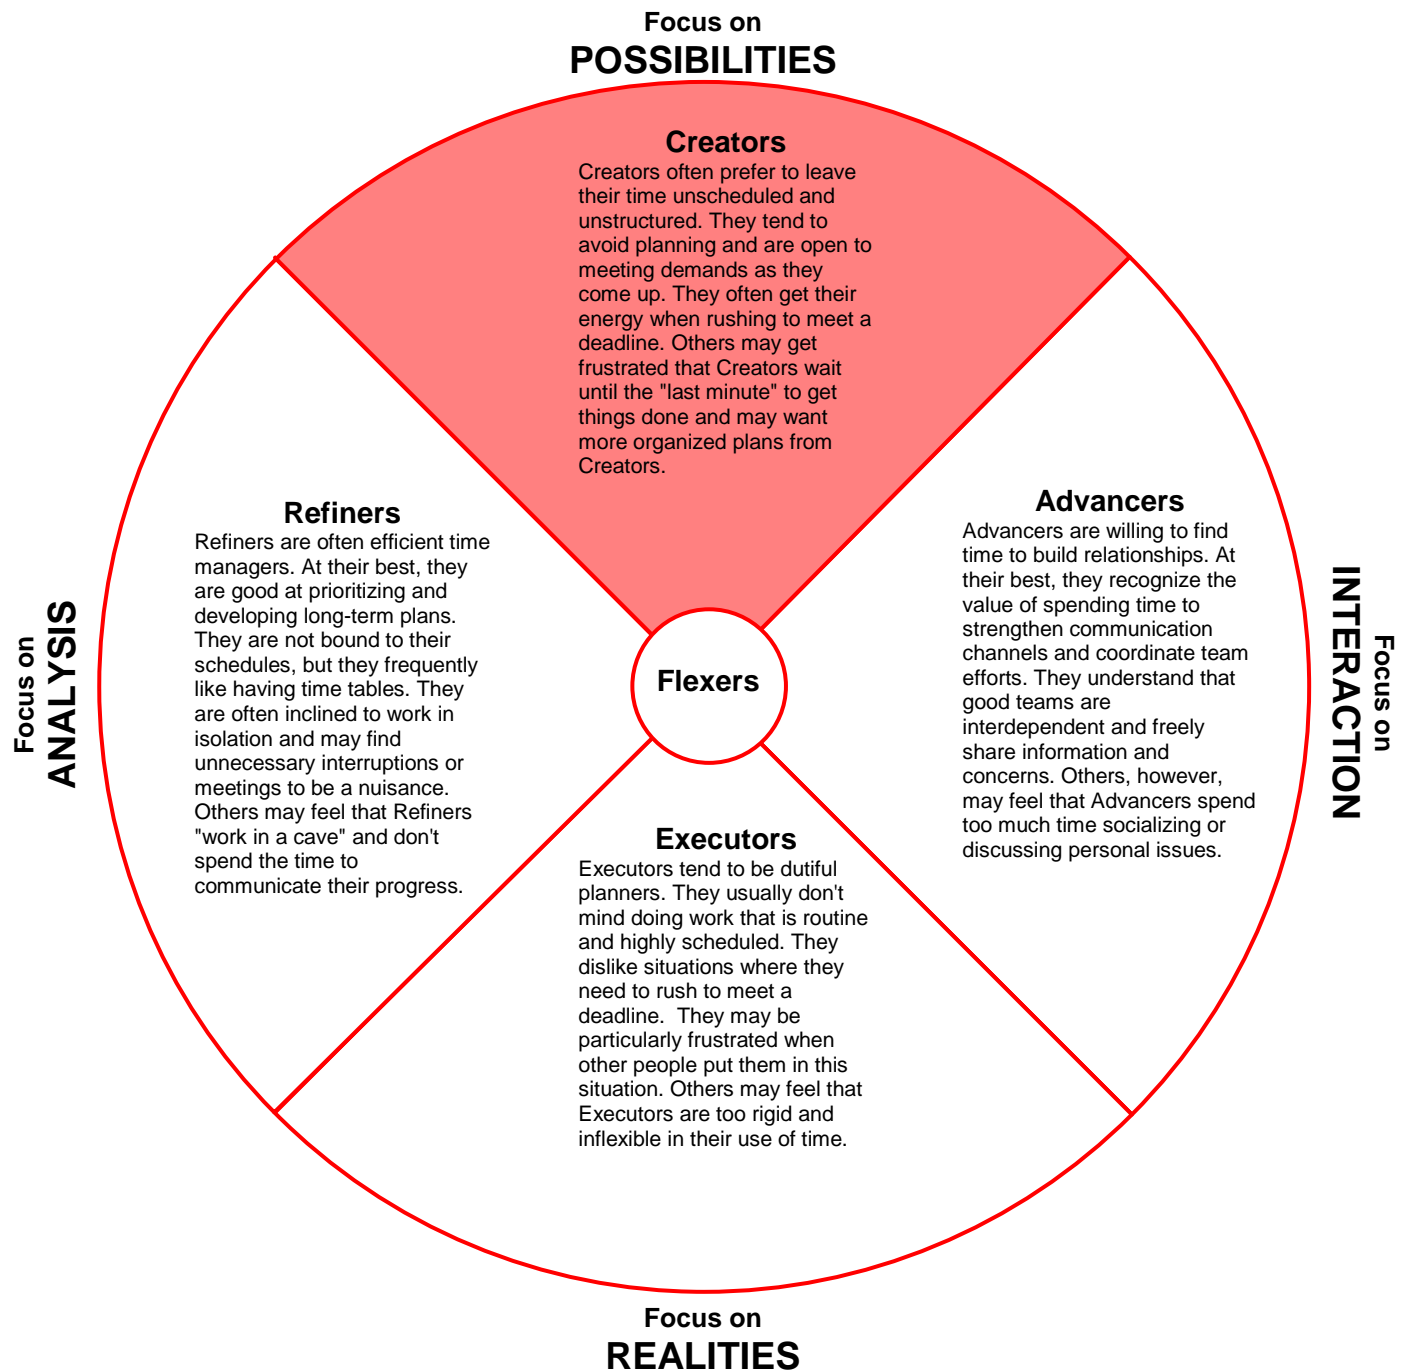 Focus on
POSSIBILITIES
Creators
Creators often prefer to leave
their time unscheduled and
unstructured. They tend to
avoid planning and are open to
meeting demands as they
come up. They often get their
energy when rushing to meet a
deadline. Others may get
frustrated that Creators wait
until the "last minute" to get
things done and may want
more organized plans from
Creators.
Focus on
ANALYSIS
Refiners
Refiners are often efficient time
managers. At their best, they
are good at prioritizing and
developing long-term plans.
They are not bound to their
schedules, but they frequently
like having time tables. They
are often inclined to work in
isolation and may find
unnecessary interruptions or
meetings to be a nuisance.
Others may feel that Refiners
"work in a cave" and don't
spend the time to
communicate their progress.
Flexers
Advancers
Advancers are willing to find
time to build relationships. At
their best, they recognize the
value of spending time to
strengthen communication
channels and coordinate team
efforts. They understand that
good teams are
interdependent and freely
share information and
concerns. Others, however,
may feel that Advancers spend
too much time socializing or
discussing personal issues.
Focus on
INTERACTION
Executors
Executors tend to be dutiful
planners. They usually don't
mind doing work that is routine
and highly scheduled. They
dislike situations where they
need to rush to meet a
deadline.  They may be
particularly frustrated when
other people put them in this
situation. Others may feel that
Executors are too rigid and
inflexible in their use of time.
Focus on
REALITIES